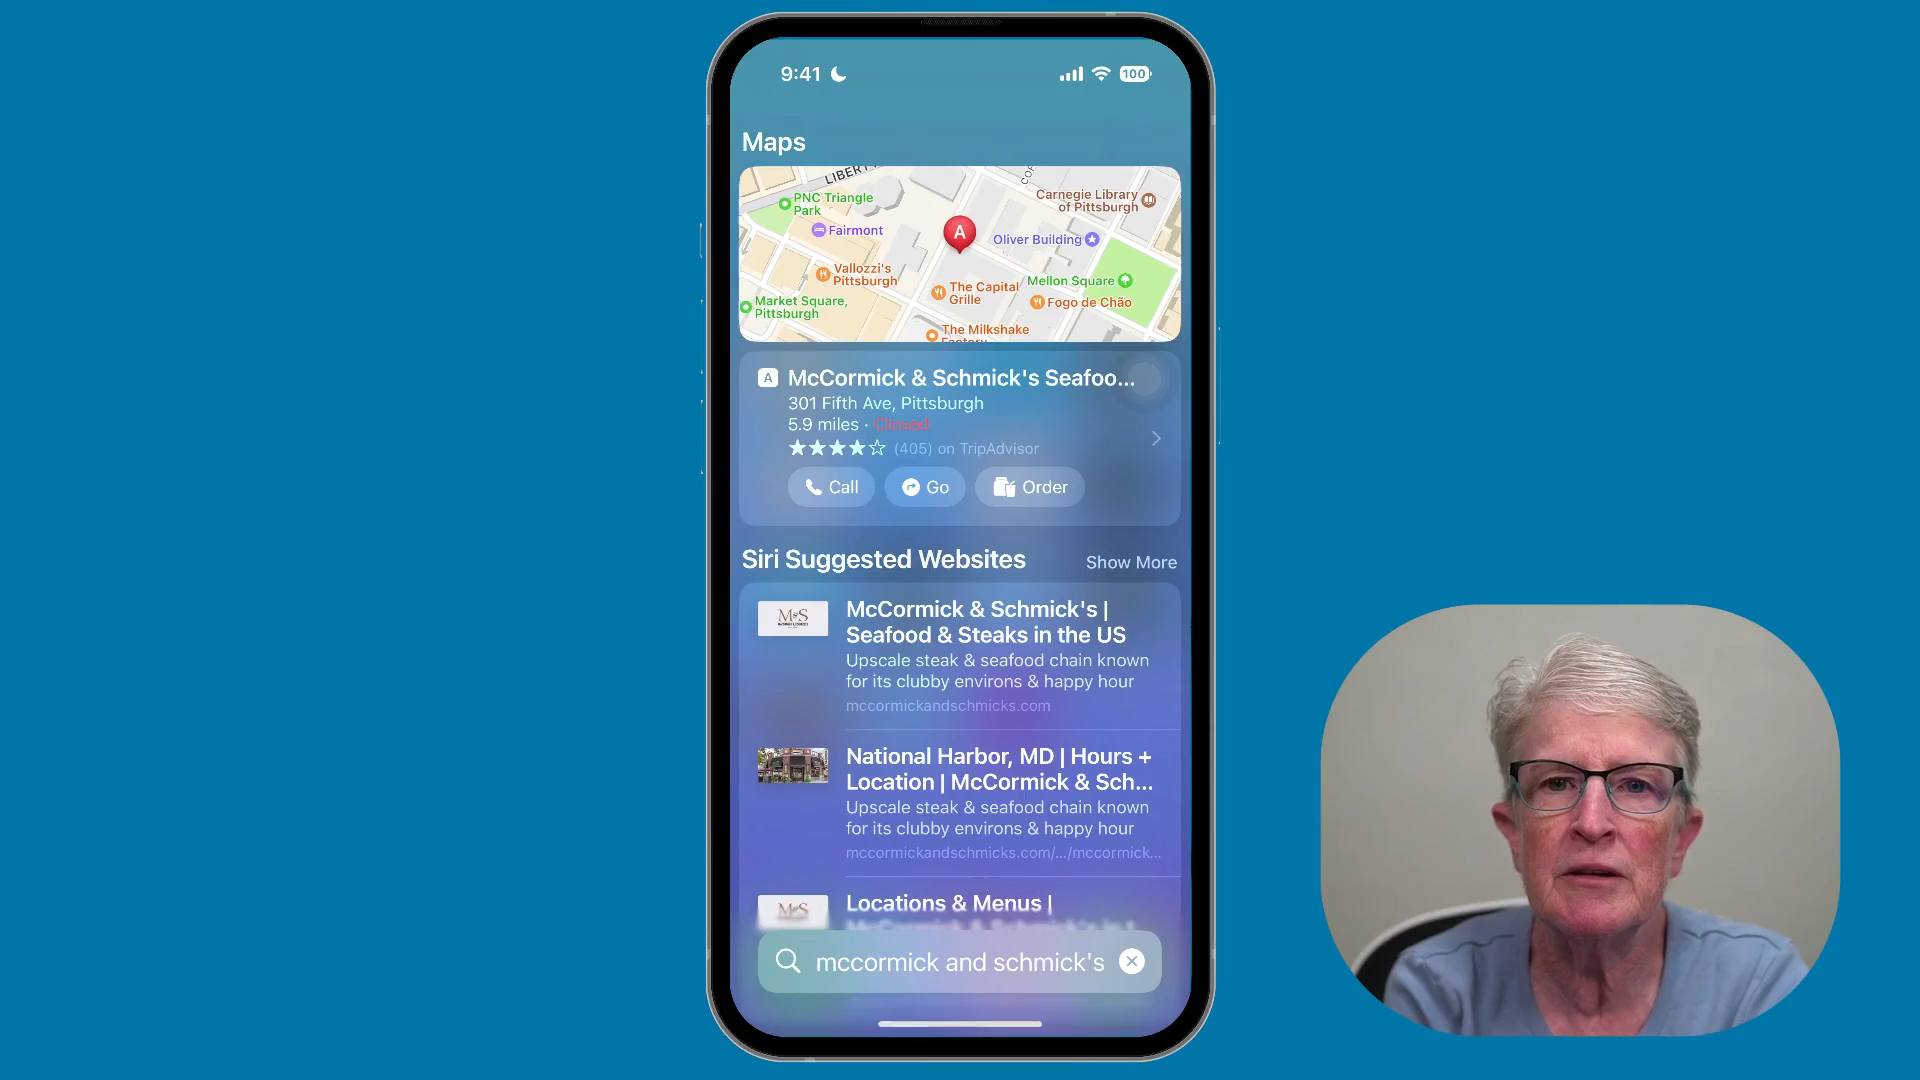 9:41
100
Maps
LIBERT
PNC Triangle
Park
Carnegie Library
of Pittsburgh
Fairmont
A
Oliver Building
Vallozzi's
Pittsburgh
The Capital
Grille
Mellon Square
Fogo de Chão
Market Square,
Pittsburgh
The Milkshake
Factory
A McCormick & Schmick's Seafoo...
301 Fifth Ave, Pittsburgh
5.9 miles · Closed
(405) on TripAdvisor
Call Go Order
Siri Suggested Websites Show More
M&S
McCormick & Schmick's |
Seafood & Steaks in the US
Upscale steak & seafood chain known
for its clubby environs & happy hour
mccormickandschmicks.com
National Harbor, MD | Hours +
Location | McCormick & Sch...
Upscale steak & seafood chain known
for its clubby environs & happy hour
mccormickandschmicks.com/.../mccormick...
M&S
Locations & Menus |
mccormick and schmick's